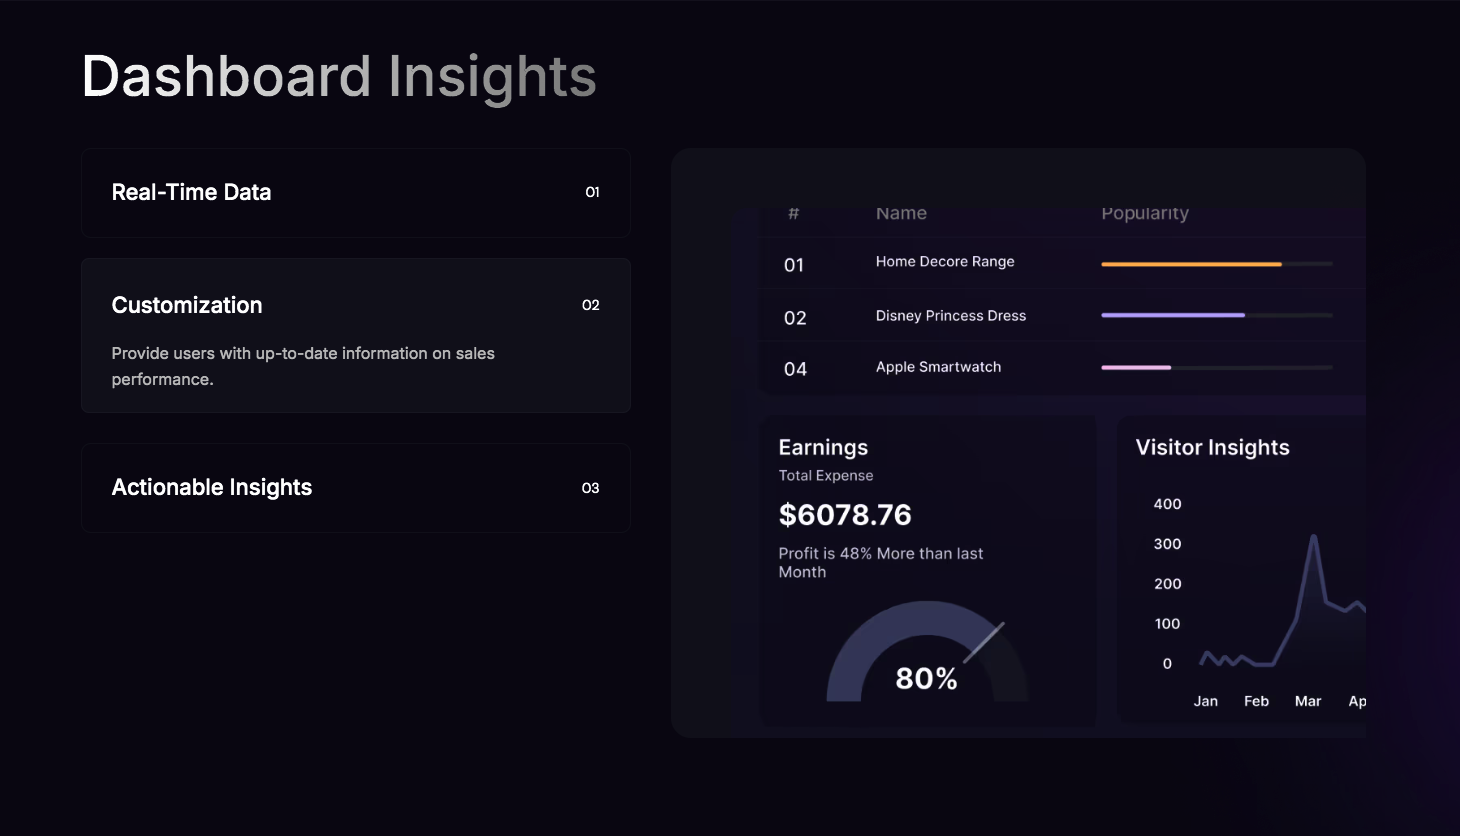 Dashboard Insights
Real-Time Data 01
Customization 02
Provide users with up-to-date information on sales
performance.
Actionable Insights 03
# Name Popularity
01 Home Decore Range
02 Disney Princess Dress
04 Apple Smartwatch
Earnings
Total Expense
$6078.76
Profit is 48% More than last
Month
80%
Visitor Insights
400
300
200
100
0
Jan Feb Mar Ap